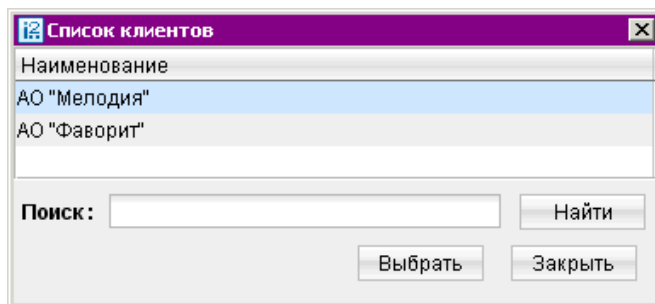 Список клиентов
Наименование
АО "Мелодия"
АО "Фаворит"
Поиск: Найти
Выбрать Закрыть